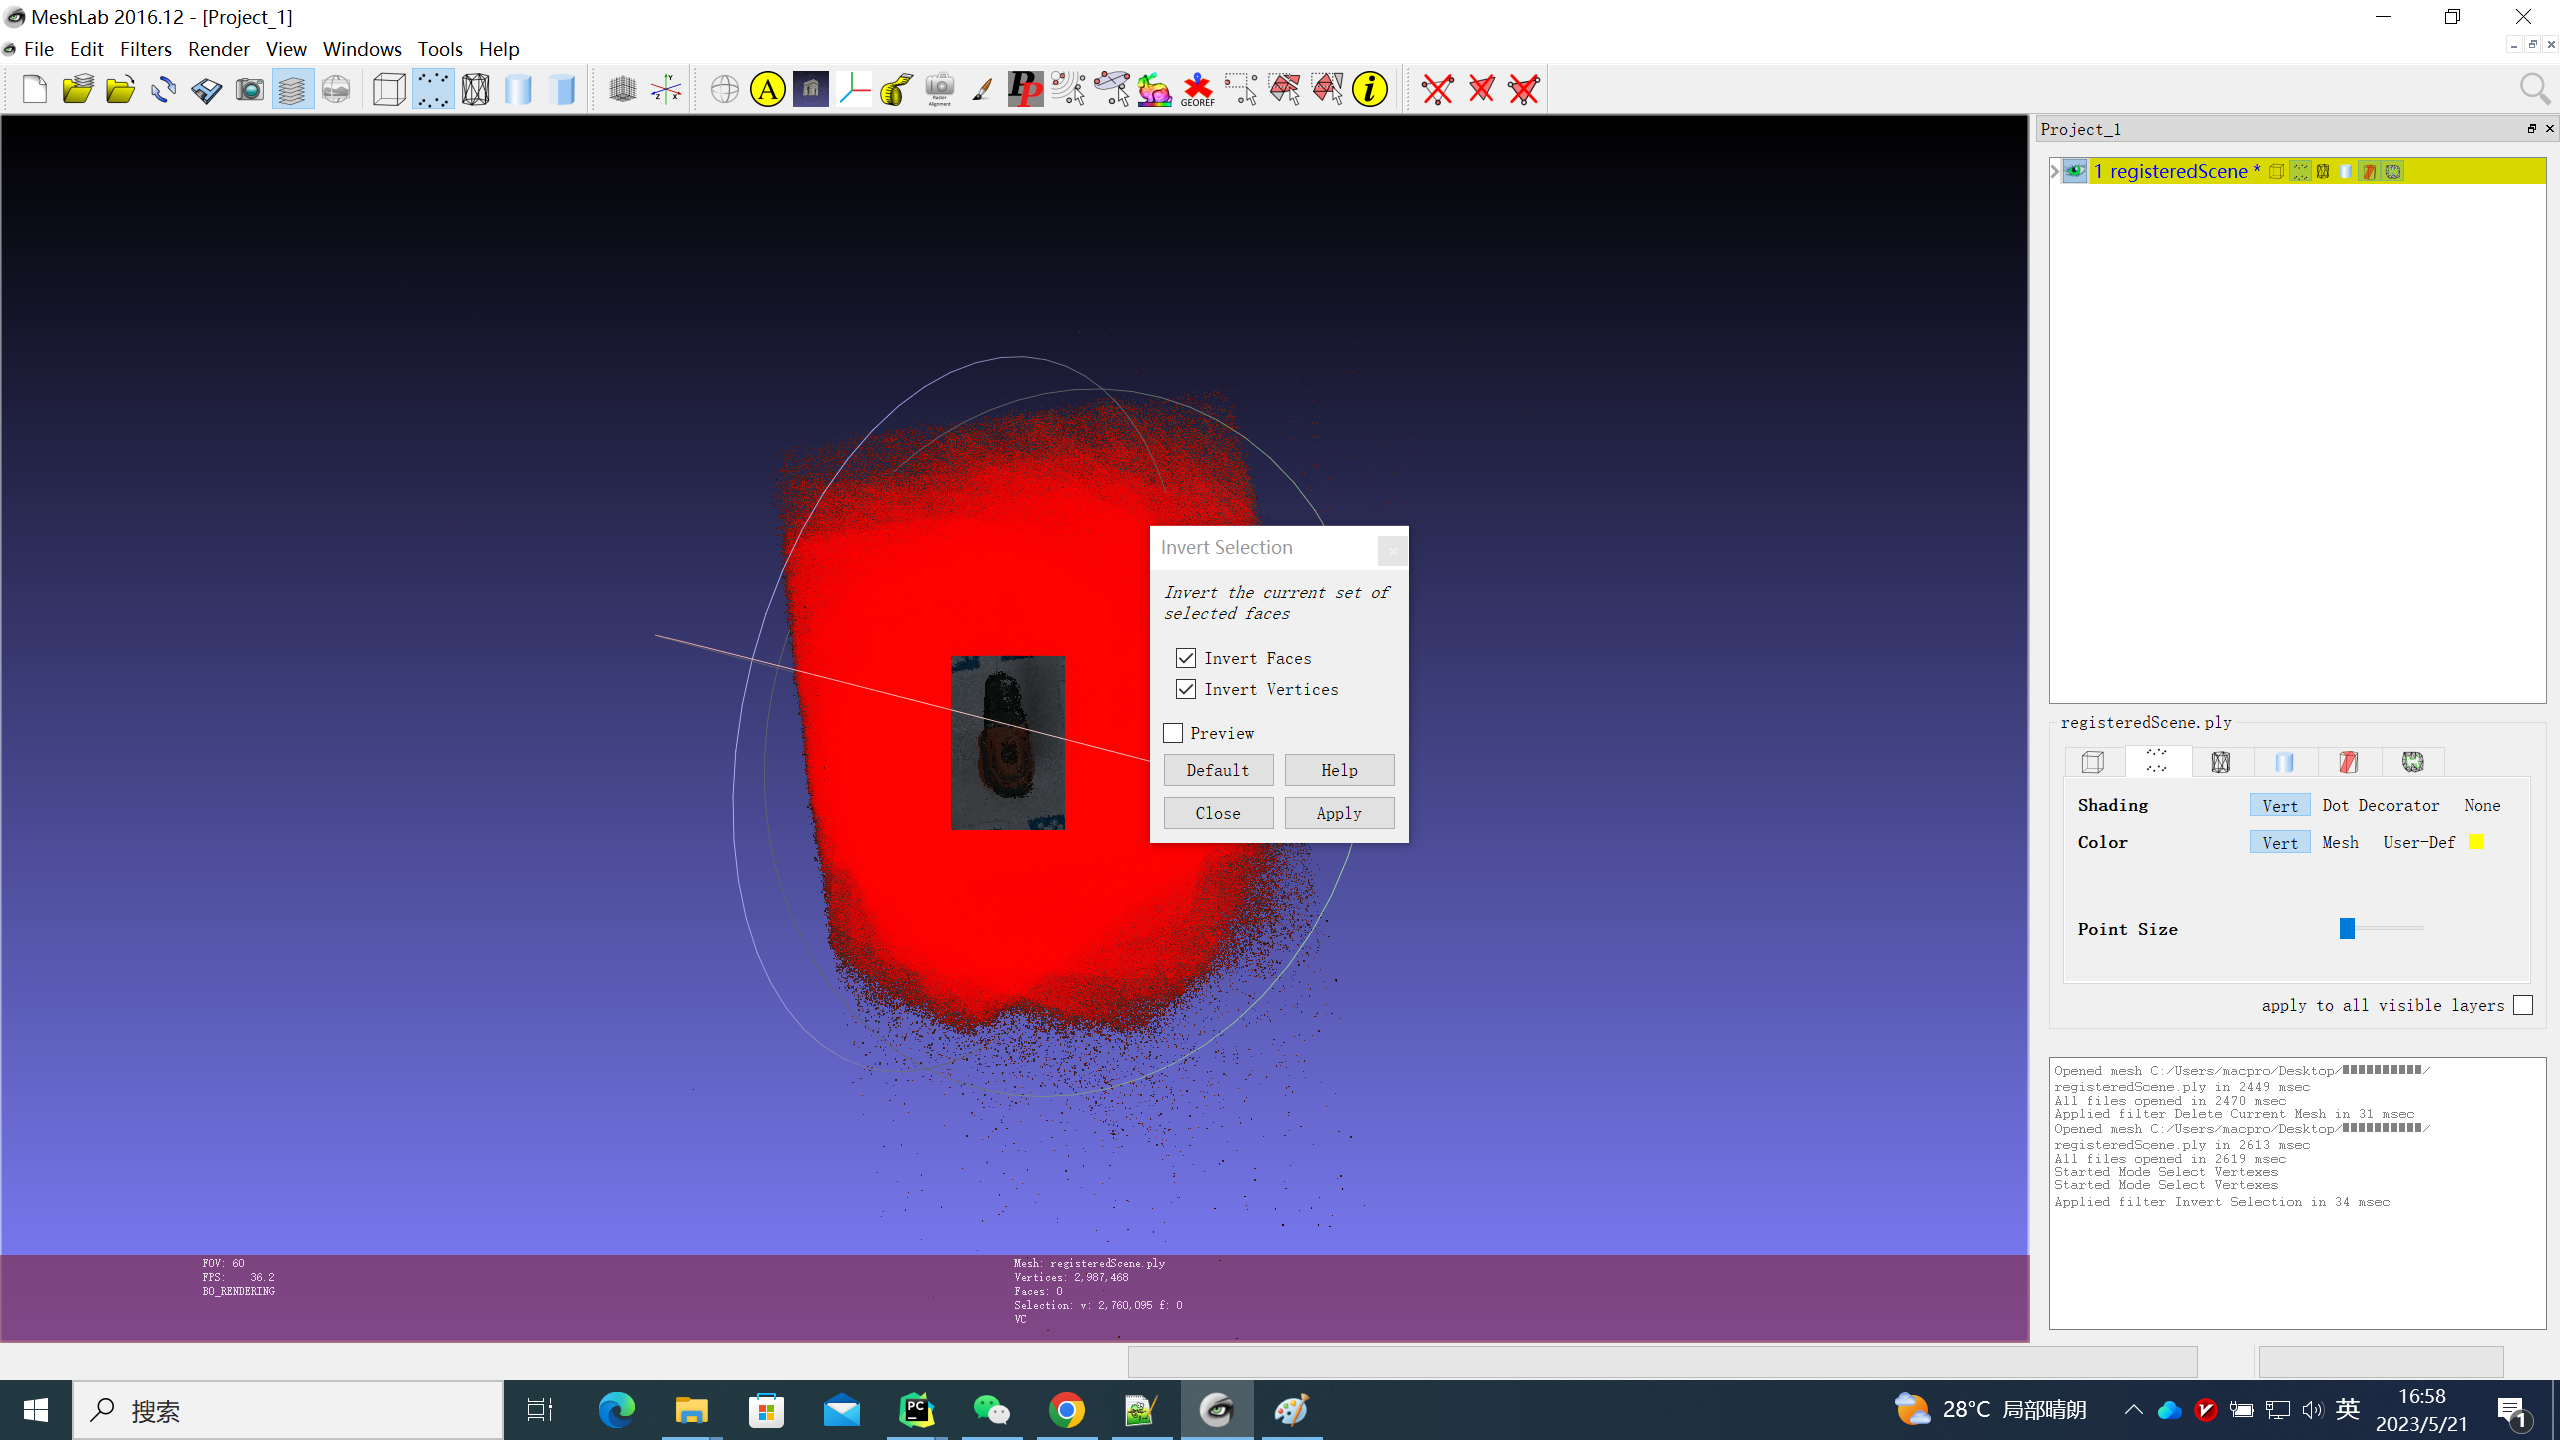 MeshLab 2016.12 - [Project_1]
File Edit Filters Render View Windows Tools Help
A
Raster Alignment
PP
GEOREF
i
Project_1
1 registeredScene *
Invert Selection
Invert the current set of
selected faces
Invert Faces
Invert Vertices
Preview
Default Help
Close Apply
registeredScene.ply
Shading Vert Dot Decorator None
Color Vert Mesh User-Def
Point Size
apply to all visible layers
Opened mesh C:/Users/macpro/Desktop/██████████/
registeredScene.ply in 2449 msec
All files opened in 2470 msec
Applied filter Delete Current Mesh in 31 msec
Opened mesh C:/Users/macpro/Desktop/██████████/
registeredScene.ply in 2613 msec
All files opened in 2619 msec
Started Mode Select Vertexes
Started Mode Select Vertexes
Applied filter Invert Selection in 34 msec
FOV: 60
FPS: 36.2
BO_RENDERING
Mesh: registeredScene.ply
Vertices: 2,987,468
Faces: 0
Selection: v: 2,760,095 f: 0
VC
搜索
PC
28°C 局部晴朗
英
16:58
2023/5/21
1